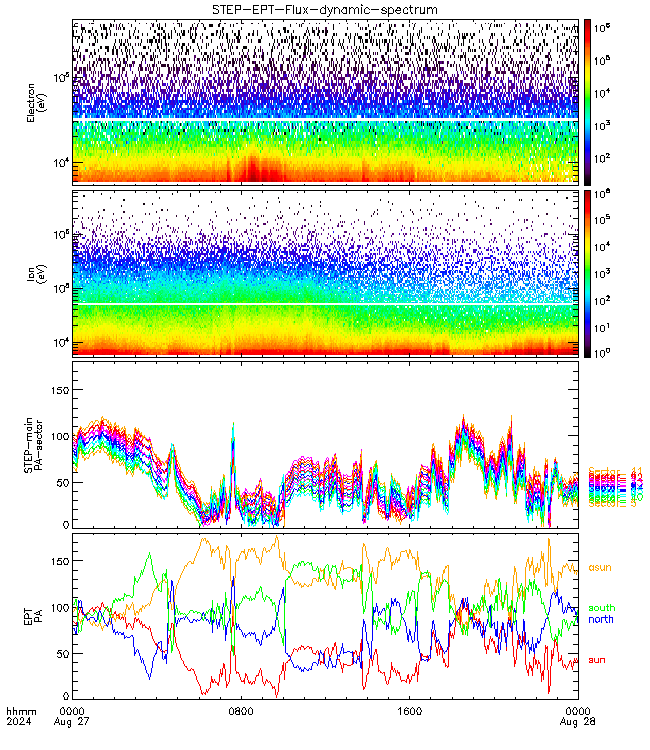 STEP-EPT-Flux-dynamic-spectrum
Electron
(eV)
10⁵
10⁴
10⁶
10⁵
10⁴
10³
10²
Ion
(eV)
10⁶
10⁵
10⁴
10⁶
10⁵
10⁴
10³
10²
10¹
10⁰
STEP-main
PA-sector
150
100
50
0
EPT
PA
150
100
50
0
asun
south
north
sun
hhmm
2024
0000
Aug 27
0800
1600
0000
Aug 28